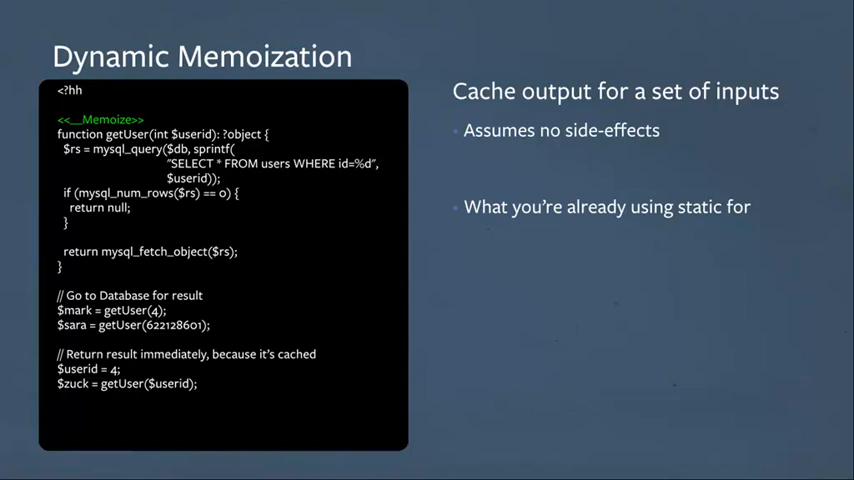 Dynamic Memoization
<?hh
<<__Memoize>>
function getUser(int $userid): ?object {
$rs = mysql_query($db, sprintf(
"SELECT * FROM users WHERE id=%d",
$userid));
if (mysql_num_rows($rs) == 0) {
return null;
}
return mysql_fetch_object($rs);
}
// Go to Database for result
$mark = getUser(4);
$sara = getUser(622128601);
// Return result immediately, because it's cached
$userid = 4;
$zuck = getUser($userid);
Cache output for a set of inputs
• Assumes no side-effects
• What you're already using static for